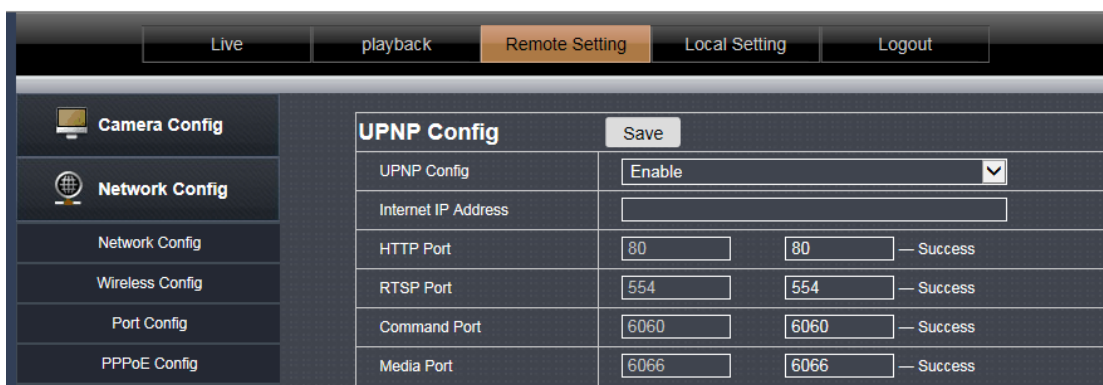 Live playback Remote Setting Local Setting Logout
Camera Config
Network Config
Network Config
Wireless Config
Port Config
PPPoE Config
UPNP Config Save
UPNP Config Enable
Internet IP Address
HTTP Port 80 80 — Success
RTSP Port 554 554 — Success
Command Port 6060 6060 — Success
Media Port 6066 6066 — Success